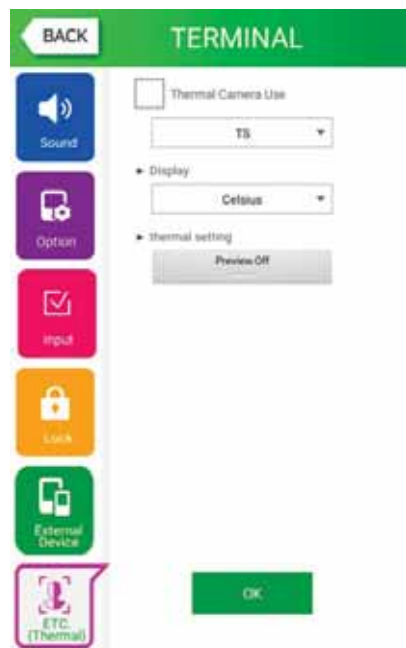 BACK
TERMINAL
Sound
Option
Input
Lock
External
Device
ETC.
(Thermal)
Thermal Camera Use
TS
► Display
Celsius
► thermal setting
Preview Off
OK